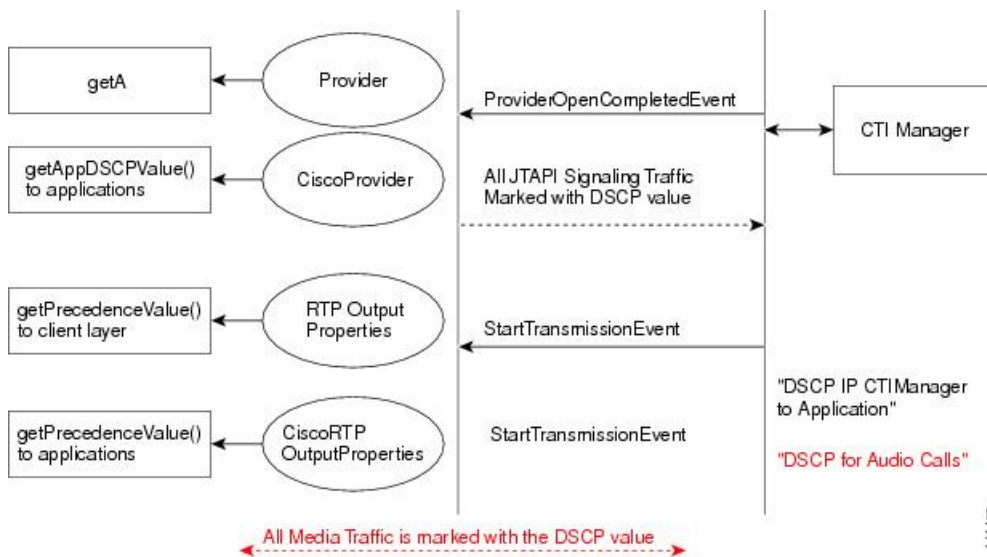 getA
Provider
ProviderOpenCompletedEvent
CTI Manager
getAppDSCPValue()
to applications
CiscoProvider
All JTAPI Signaling Traffic
Marked with DSCP value
getPrecedenceValue()
to client layer
RTP Output
Properties
StartTransmissionEvent
"DSCP IP CTIManager
to Application"
getPrecedenceValue()
to applications
CiscoRTP
OutputProperties
StartTransmissionEvent
"DSCP for Audio Calls"
All Media Traffic is marked with the DSCP value